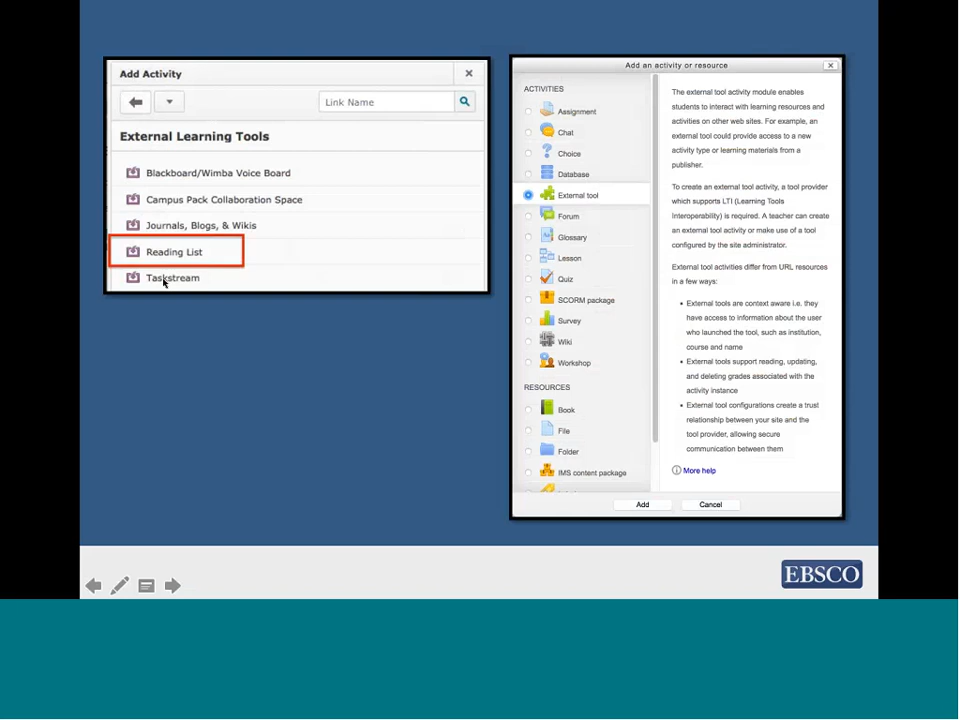 Add Activity
Link Name
External Learning Tools
Blackboard/Wimba Voice Board
Campus Pack Collaboration Space
Journals, Blogs, & Wikis
Reading List
Taskstream
Add an activity or resource
ACTIVITIES
Assignment
Chat
Choice
Database
External tool
Forum
Glossary
Lesson
Quiz
SCORM package
Survey
Wiki
Workshop
RESOURCES
Book
File
Folder
IMS content package
The external tool activity module enables
students to interact with learning resources and
activities on other web sites. For example, an
external tool could provide access to a new
activity type or learning materials from a
publisher.
To create an external tool activity, a tool provider
which supports LTI (Learning Tools
Interoperability) is required. A teacher can create
an external tool activity or make use of a tool
configured by the site administrator.
External tool activities differ from URL resources
in a few ways:
• External tools are context aware i.e. they
have access to information about the user
who launched the tool, such as institution,
course and name
• External tools support reading, updating,
and deleting grades associated with the
activity instance
• External tool configurations create a trust
relationship between your site and the
tool provider, allowing secure
communication between them
More help
Add
Cancel
EBSCO